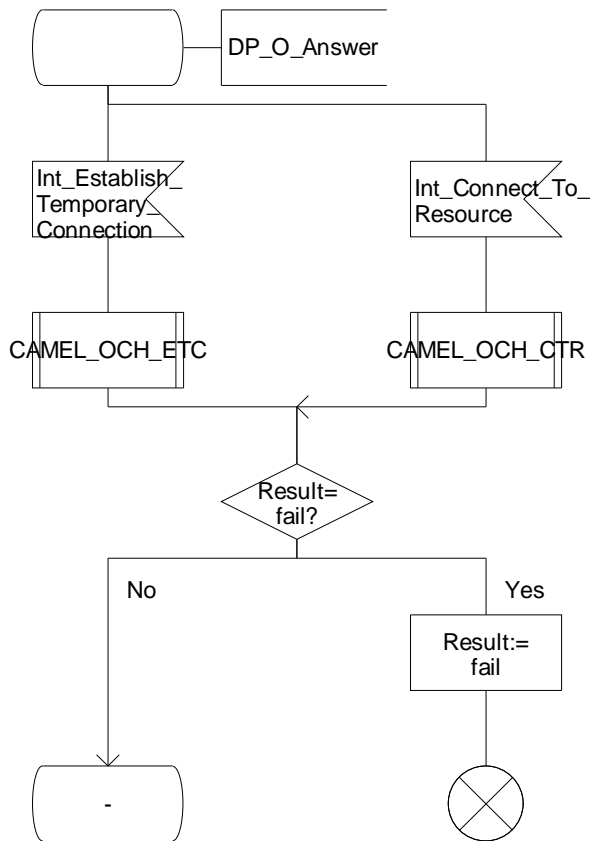 DP_O_Answer
Int_Establish_
Temporary_
Connection
Int_Connect_To_
Resource
CAMEL_OCH_ETC
CAMEL_OCH_CTR
Result=
fail?
No
Yes
Result:=
fail
-